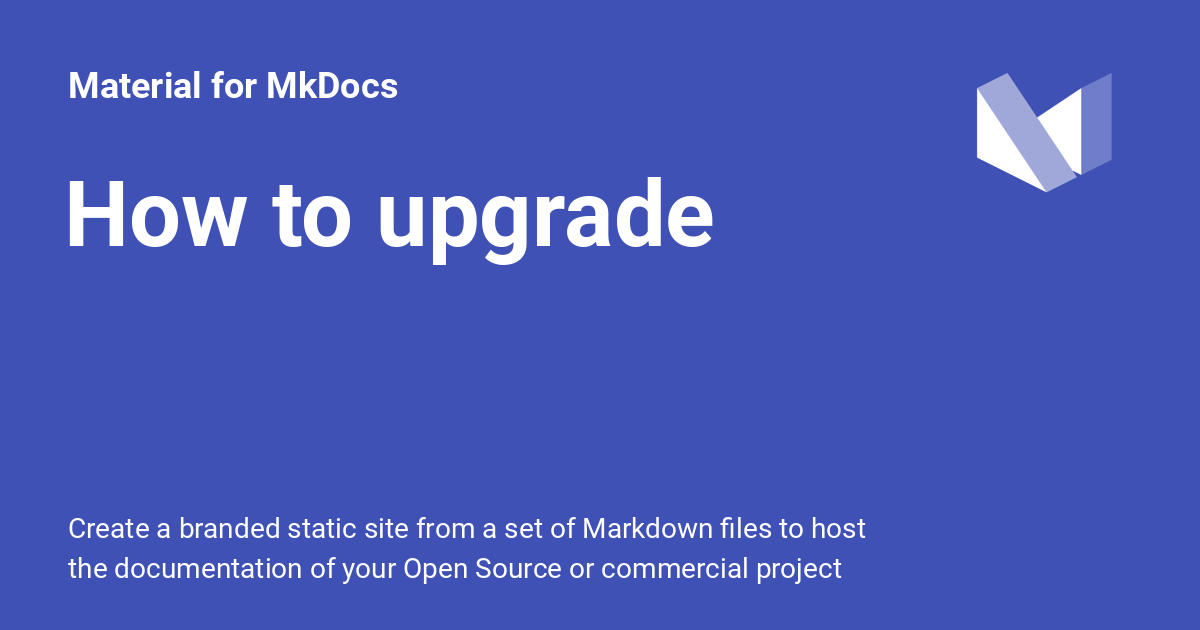 Material for MkDocs
How to upgrade
Create a branded static site from a set of Markdown files to host
the documentation of your Open Source or commercial project